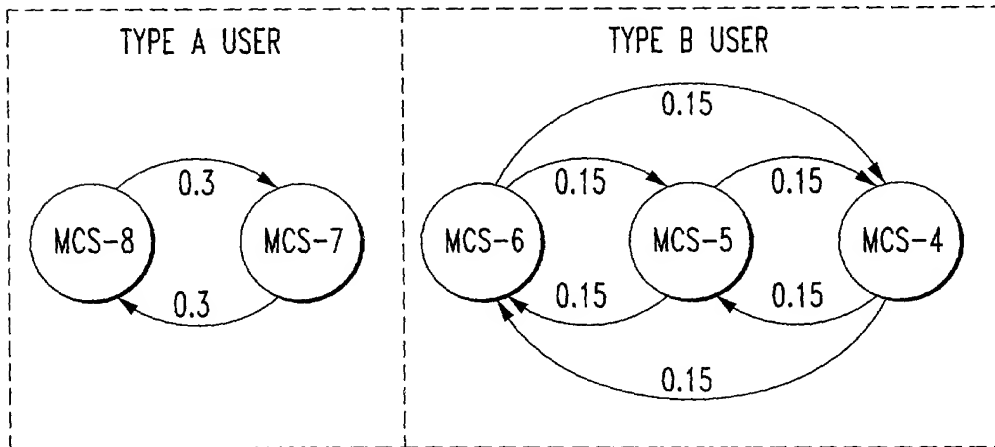 TYPE A USER
0.3
MCS-8
MCS-7
0.3
TYPE B USER
0.15
0.15
0.15
MCS-6
MCS-5
MCS-4
0.15
0.15
0.15